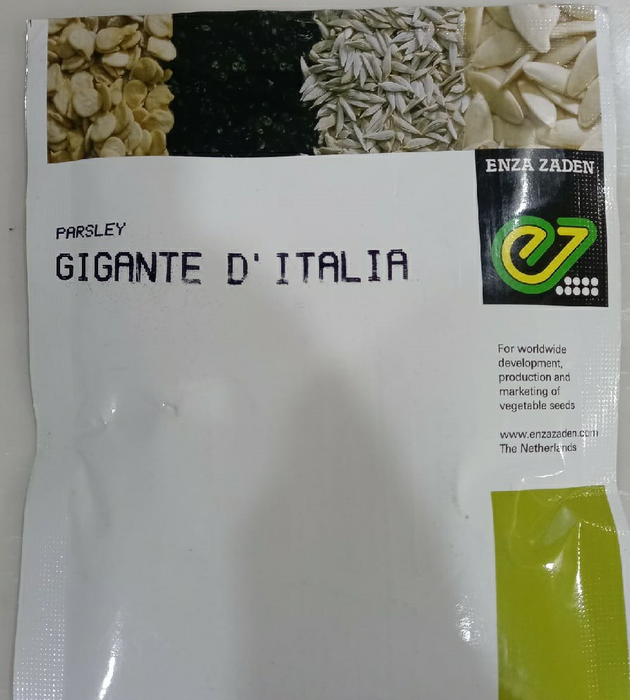 ENZA ZADEN
PARSLEY
GIGANTE D'ITALIA
For worldwide
development,
production and
marketing of
vegetable seeds
www.enzazaden.com
The Netherlands